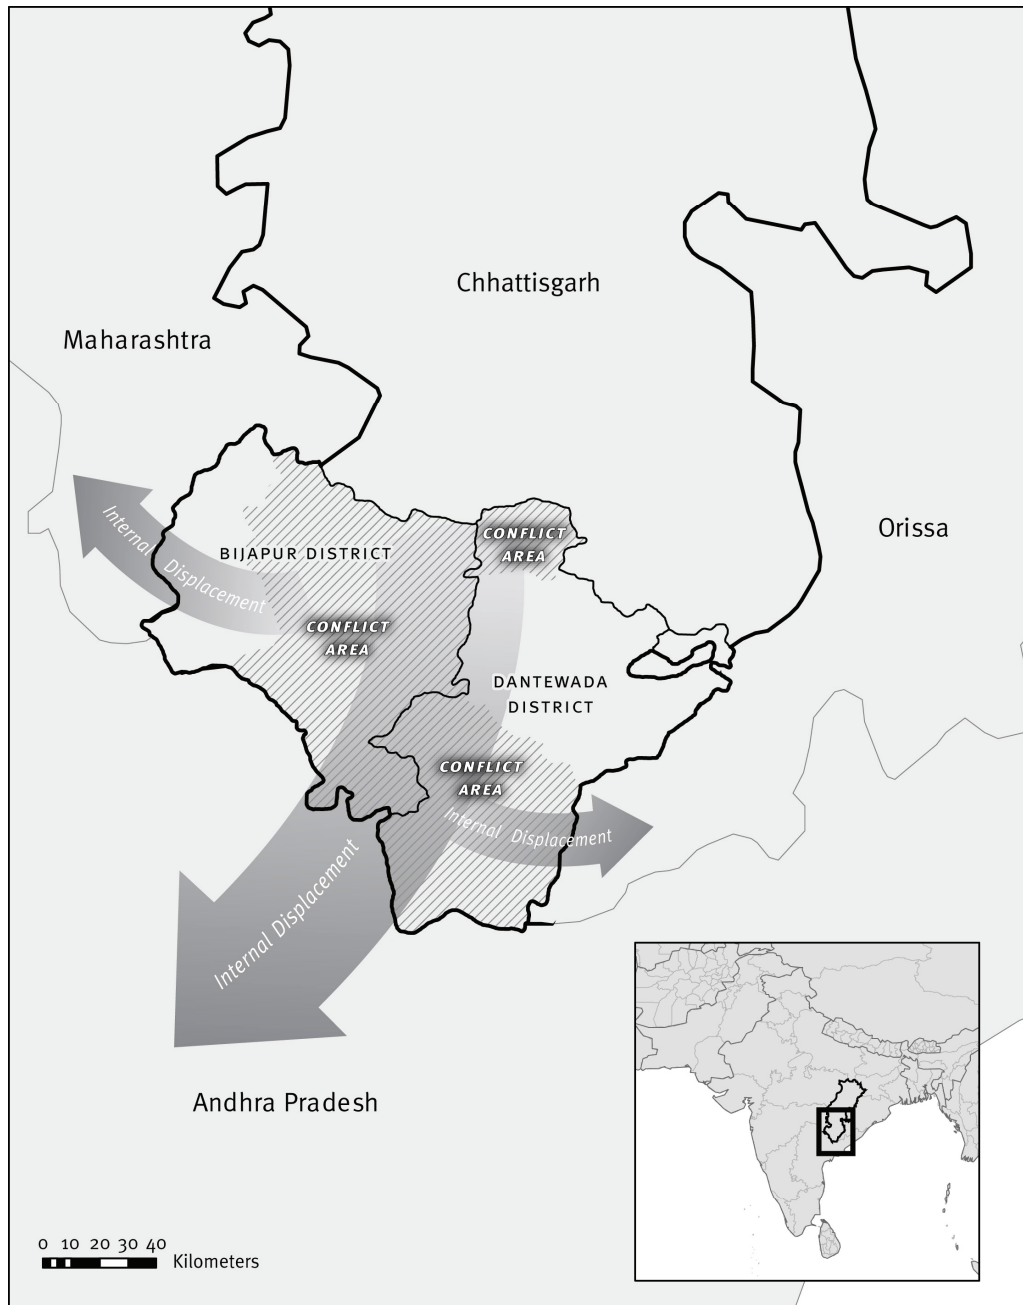 Chhattisgarh
Maharashtra
Orissa
CONFLICT
AREA
Internal Displacement
BIJAPUR DISTRICT
CONFLICT
AREA
DANTEWADA
DISTRICT
CONFLICT
AREA
Internal Displacement
Internal Displacement
Andhra Pradesh
0 10 20 30 40
Kilometers